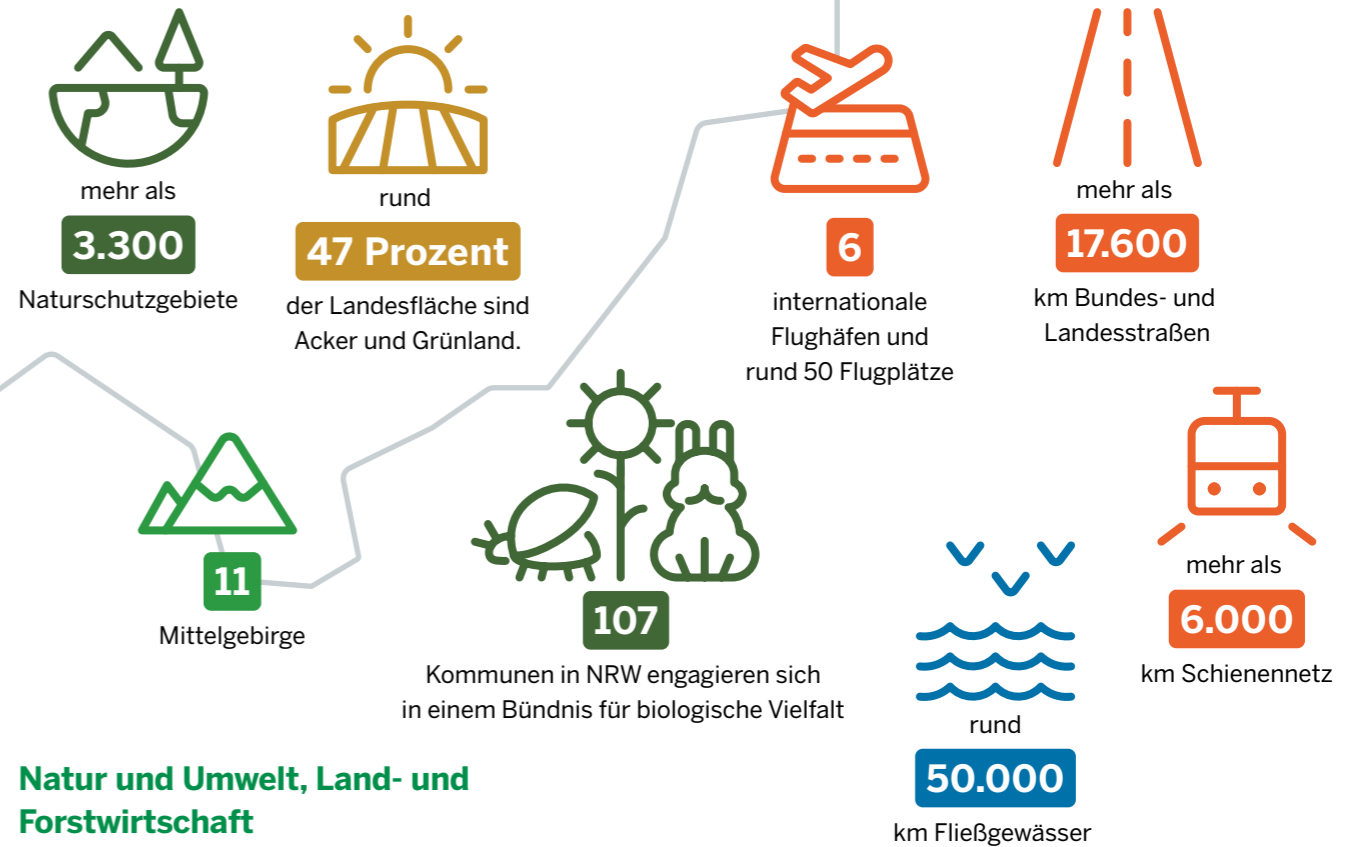 mehr als
3.300
Naturschutzgebiete
rund
47 Prozent
der Landesfläche sind
Acker und Grünland.
6
internationale
Flughäfen und
rund 50 Flugplätze
mehr als
17.600
km Bundes- und
Landesstraßen
11
Mittelgebirge
107
Kommunen in NRW engagieren sich
in einem Bündnis für biologische Vielfalt
rund
50.000
km Fließgewässer
mehr als
6.000
km Schienennetz
Natur und Umwelt, Land- und
Forstwirtschaft